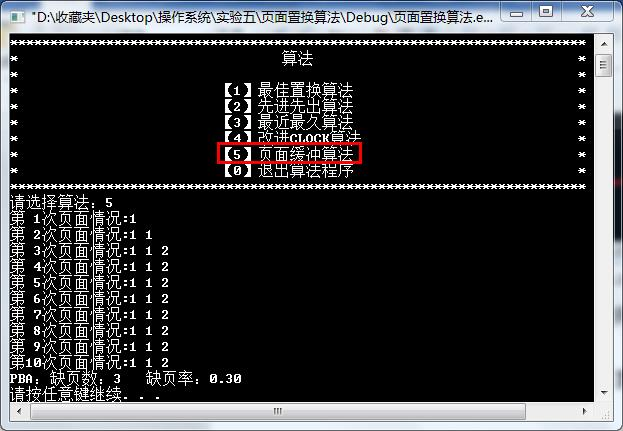 "D:\收藏夹\Desktop\操作系统\实验五\页面置换算法\Debug\页面置换算法.e...
******************************************************************
* 算法 *
* *
* 【1】最佳置换算法 *
* 【2】先进先出算法 *
* 【3】最近最久算法 *
* 【4】改进CLOCK算法 *
* 【5】页面缓冲算法 *
* 【0】退出算法程序 *
******************************************************************
请选择算法：5
第 1次页面情况:1
第 2次页面情况:1 1
第 3次页面情况:1 1 2
第 4次页面情况:1 1 2
第 5次页面情况:1 1 2
第 6次页面情况:1 1 2
第 7次页面情况:1 1 2
第 8次页面情况:1 1 2
第 9次页面情况:1 1 2
第10次页面情况:1 1 2
PBA：缺页数：3 缺页率：0.30
请按任意键继续. . .